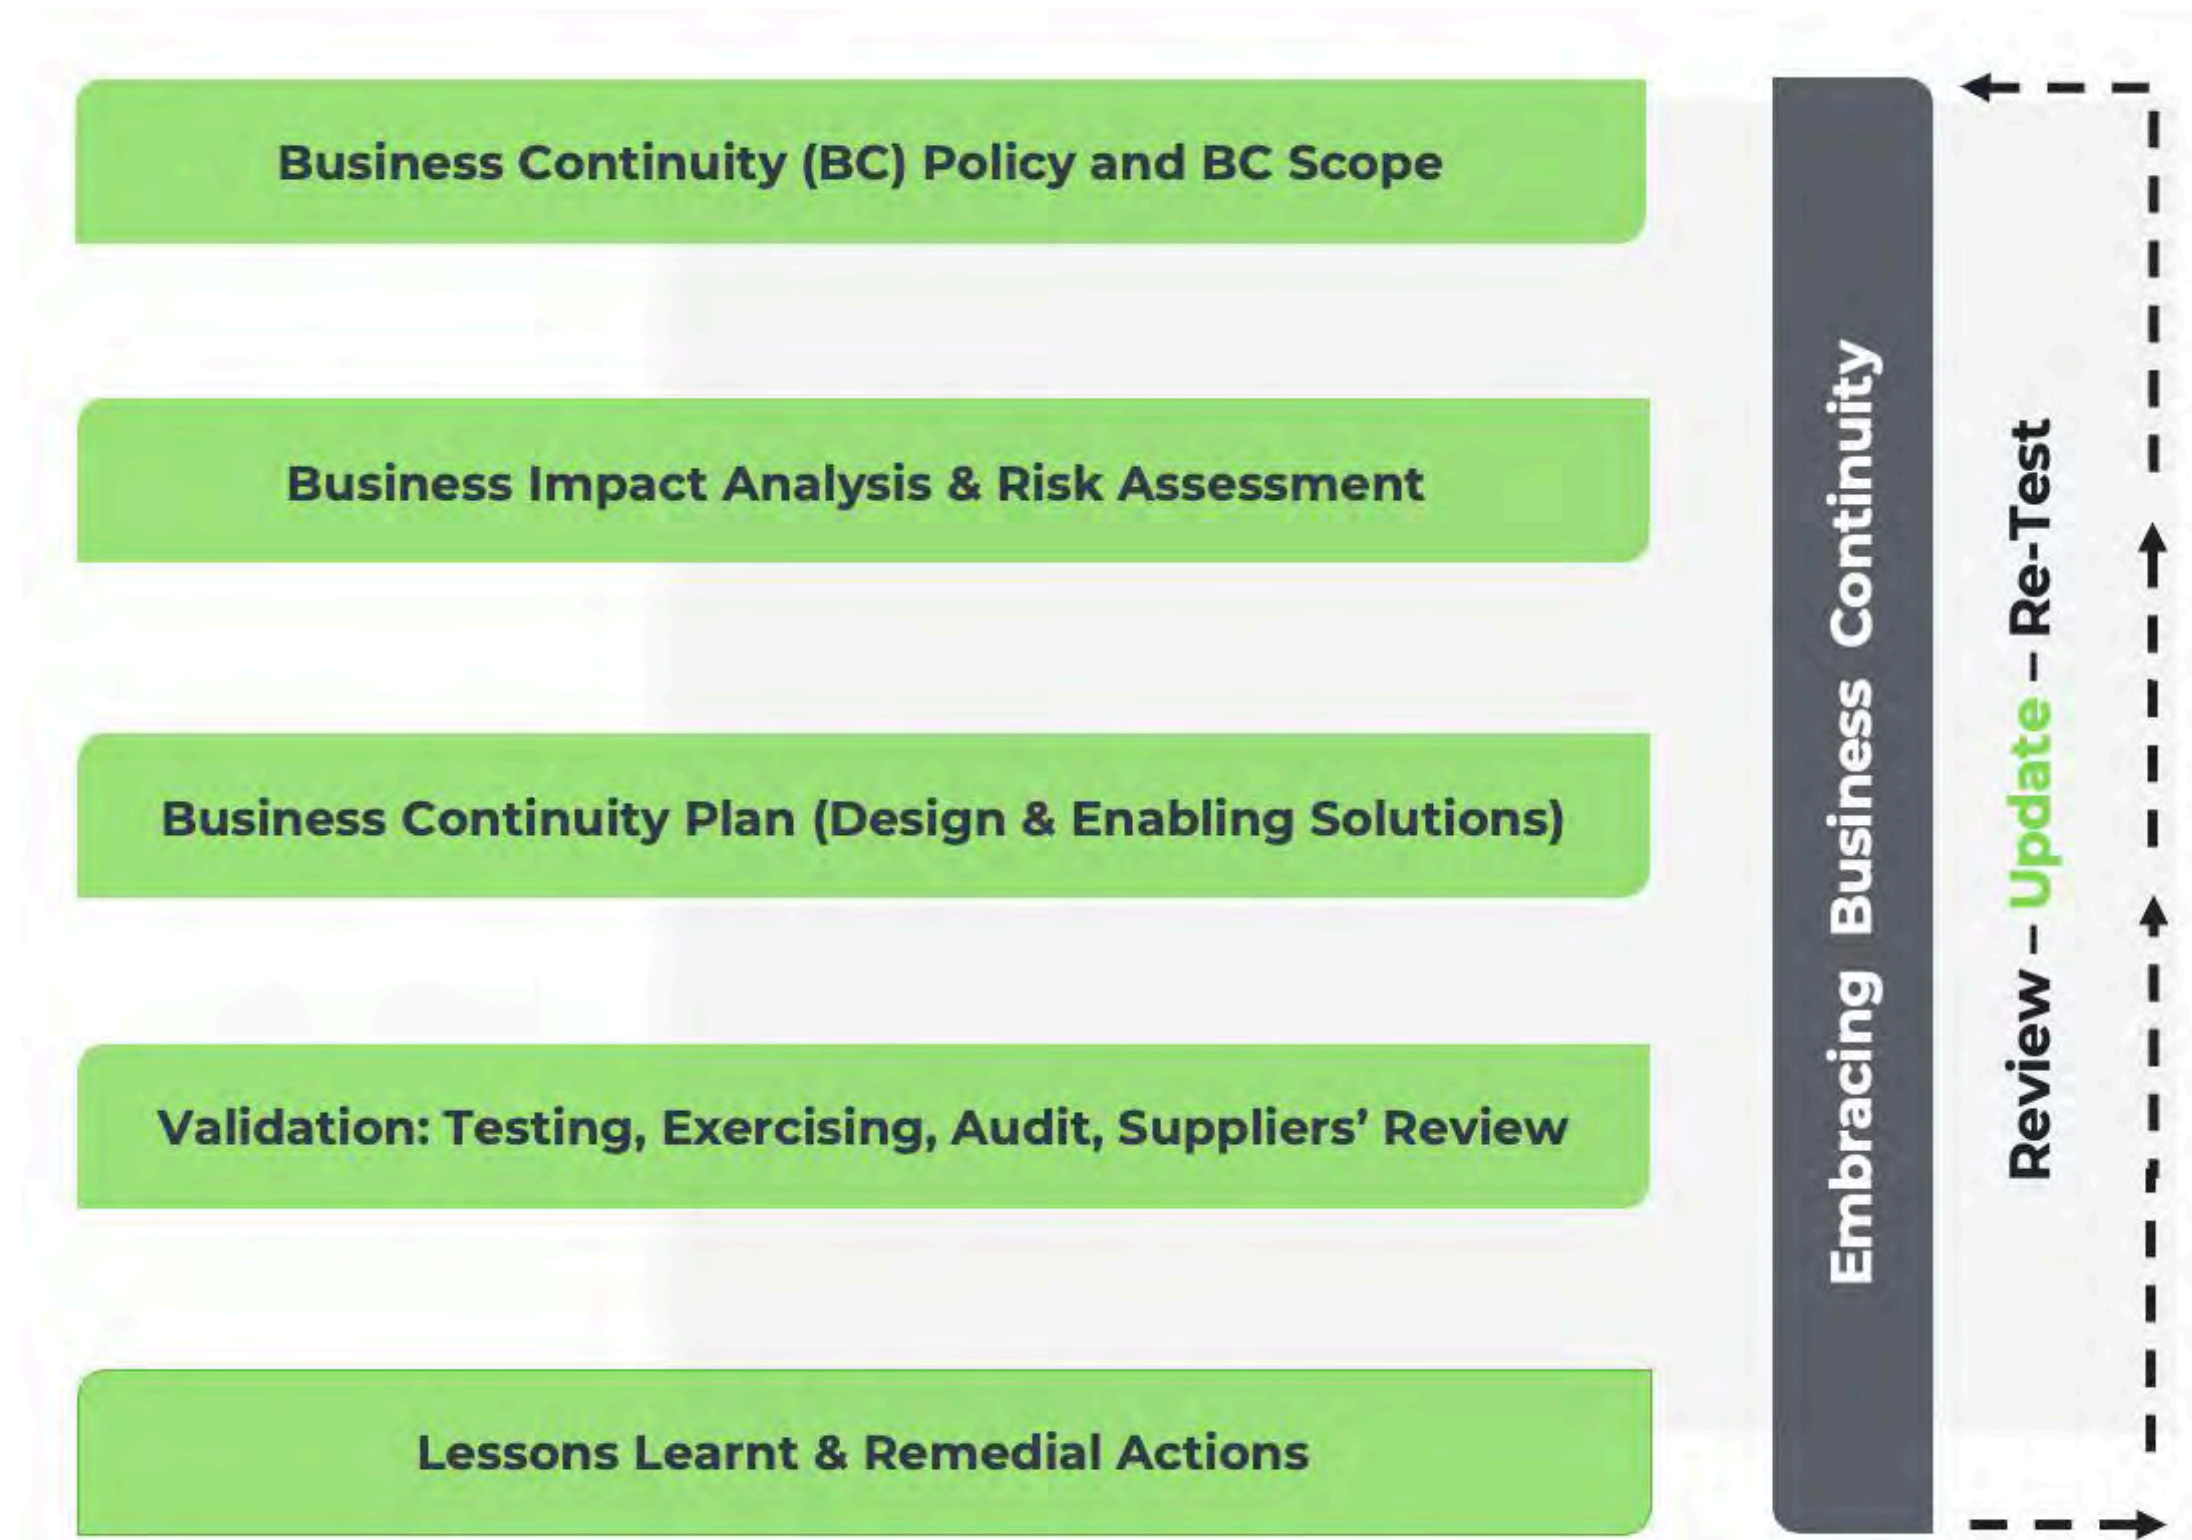 Business Continuity (BC) Policy and BC Scope
Business Impact Analysis & Risk Assessment
Business Continuity Plan (Design & Enabling Solutions)
Validation: Testing, Exercising, Audit, Suppliers’ Review
Lessons Learnt & Remedial Actions
Embracing Business Continuity
Review – Update – Re-Test